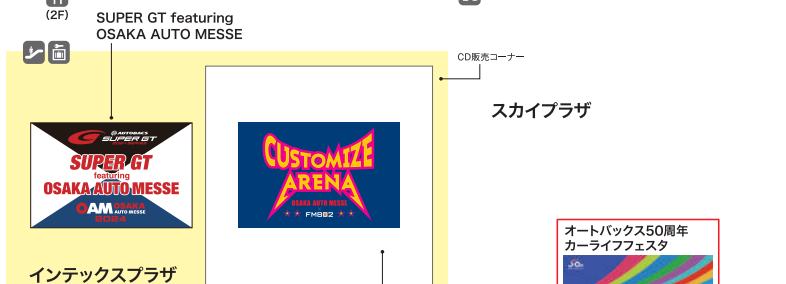 (2F)
SUPER GT featuring
OSAKA AUTO MESSE
CD販売コーナー
スカイプラザ
AUTOBACS
SUPER GT
SUPER GT
featuring
OSAKA AUTO MESSE
OAM OSAKA AUTO MESSE
2024
CUSTOMIZE
ARENA
OSAKA AUTO MESSE
FM802
オートバックス50周年
カーライフフェスタ
インテックスプラザ